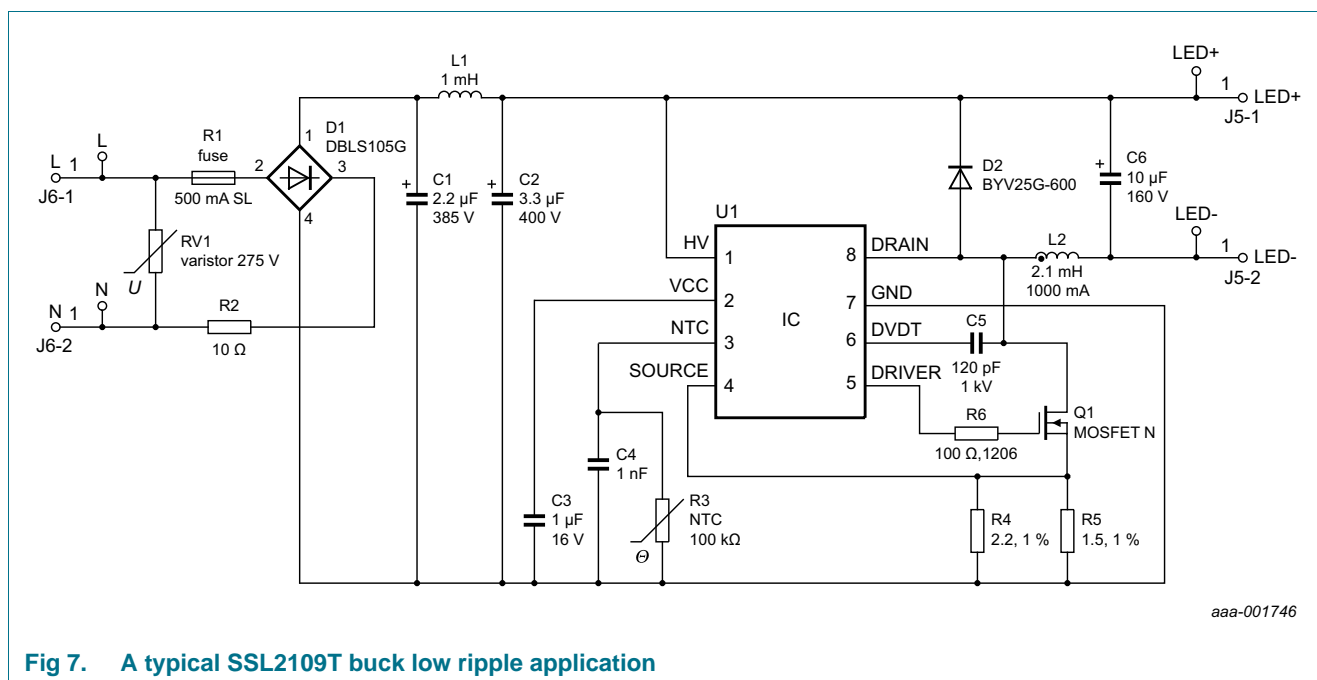 L1
1 mH
LED+
1
LED+
J5-1
R1
fuse
500 mA SL
D1
DBLS105G
1
2
3
4
L
L 1
J6-1
RV1
varistor 275 V
U
N
N 1
J6-2
R2
10 Ω
+
C1
2.2 μF
385 V
+
C2
3.3 μF
400 V
D2
BYV25G-600
+
C6
10 μF
160 V
LED-
1
LED-
J5-2
L2
2.1 mH
1000 mA
U1
IC
HV
1
VCC
2
NTC
3
SOURCE
4
8
DRAIN
7
GND
6
DVDT
5
DRIVER
C5
120 pF
1 kV
R6
100 Ω,1206
Q1
MOSFET N
C4
1 nF
C3
1 μF
16 V
R3
NTC
100 kΩ
Θ
R4
2.2, 1 %
R5
1.5, 1 %
aaa-001746
Fig 7. A typical SSL2109T buck low ripple application